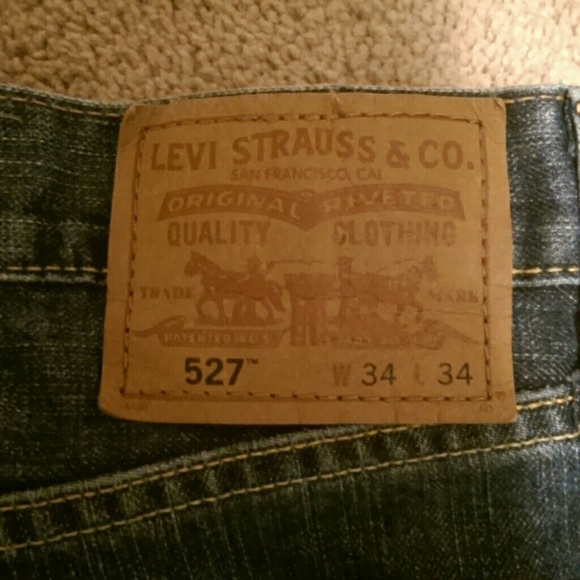 LEVI STRAUSS & CO.
SAN FRANCISCO, CAL
ORIGINAL RIVETED
QUALITY CLOTHING
TRADE MARK
527™ W 34 L 34